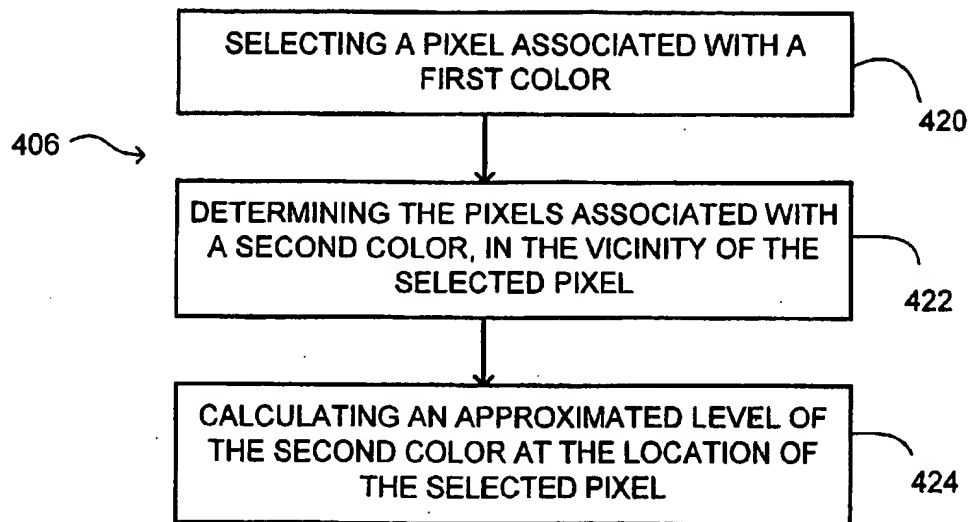 SELECTING A PIXEL ASSOCIATED WITH A
FIRST COLOR
420
406
DETERMINING THE PIXELS ASSOCIATED WITH
A SECOND COLOR, IN THE VICINITY OF THE
SELECTED PIXEL
422
CALCULATING AN APPROXIMATED LEVEL OF
THE SECOND COLOR AT THE LOCATION OF
THE SELECTED PIXEL
424